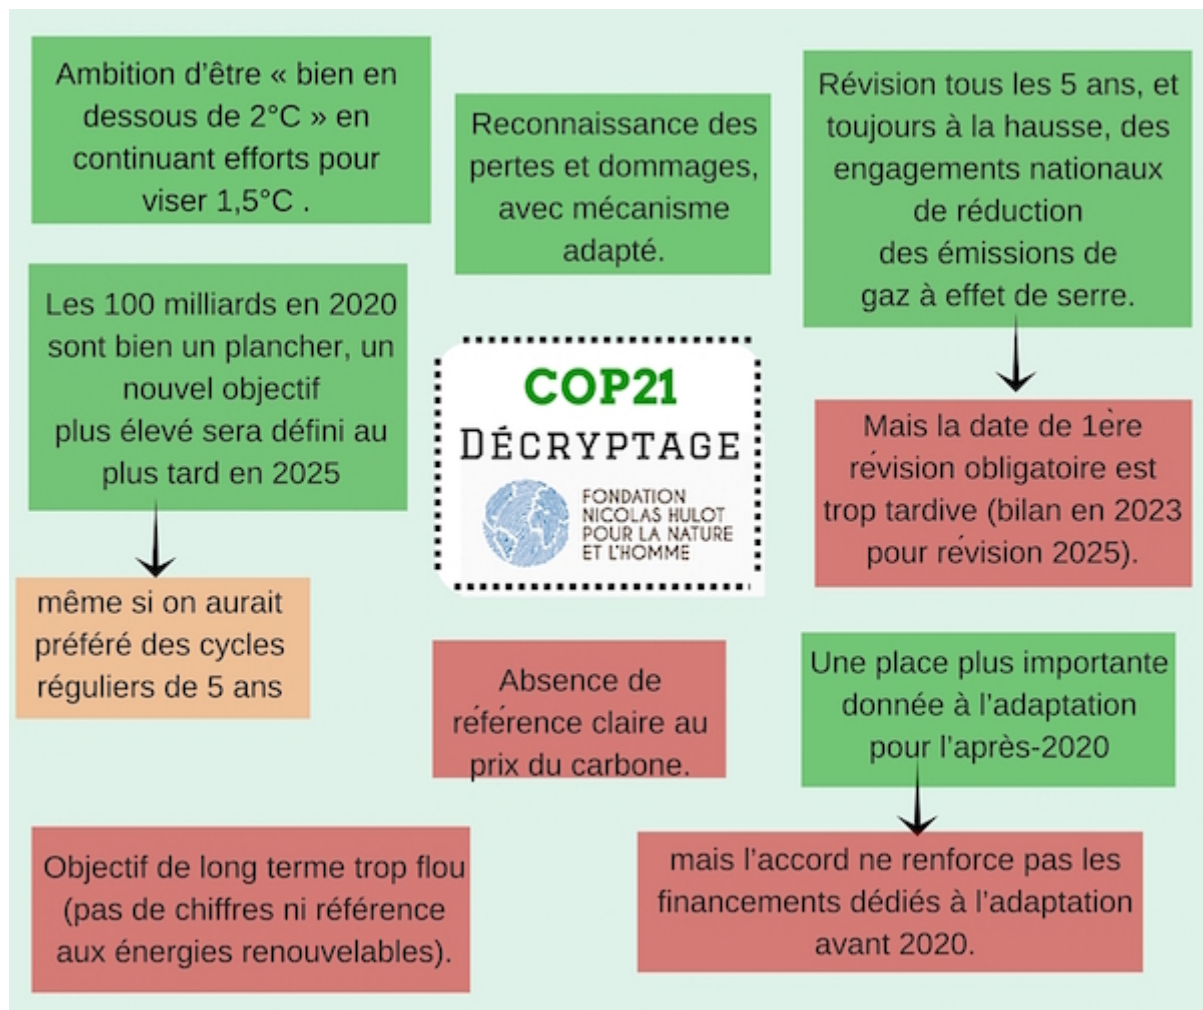 Ambition d'être « bien en
dessous de 2°C » en
continuant efforts pour
viser 1,5°C .
Reconnaissance des
pertes et dommages,
avec mécanisme
adapté.
Révision tous les 5 ans, et
toujours à la hausse, des
engagements nationaux
de réduction
des émissions de
gaz à effet de serre.
Les 100 milliards en 2020
sont bien un plancher, un
nouvel objectif
plus élevé sera défini au
plus tard en 2025
même si on aurait
préféré des cycles
réguliers de 5 ans
COP21
DÉCRYPTAGE
FONDATION
NICOLAS HULOT
POUR LA NATURE
ET L'HOMME
Mais la date de 1ère
révision obligatoire est
trop tardive (bilan en 2023
pour révision 2025).
Absence de
référence claire au
prix du carbone.
Une place plus importante
donnée à l'adaptation
pour l'après-2020
mais l'accord ne renforce pas les
financements dédiés à l'adaptation
avant 2020.
Objectif de long terme trop flou
(pas de chiffres ni référence
aux énergies renouvelables).